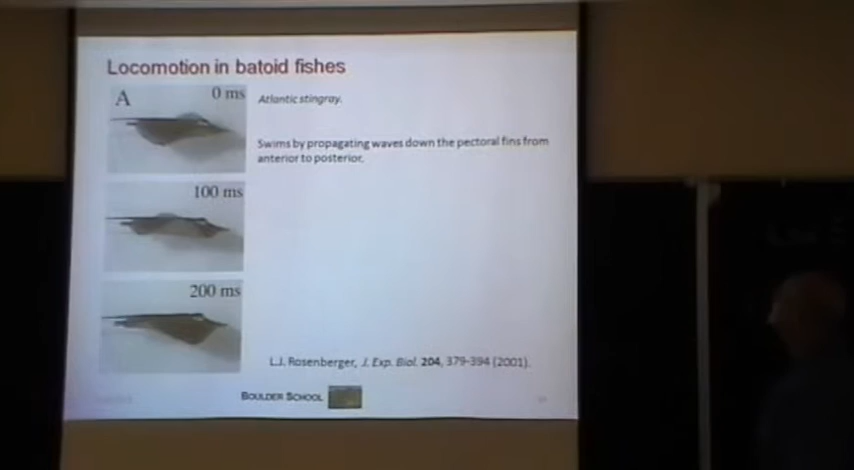 Locomotion in batoid fishes
A
0 ms
Atlantic stingray.
Swims by propagating waves down the pectoral fins from
anterior to posterior.
100 ms
200 ms
L.J. Rosenberger, J. Exp. Biol. 204, 379-394 (2001).
BOULDER SCHOOL